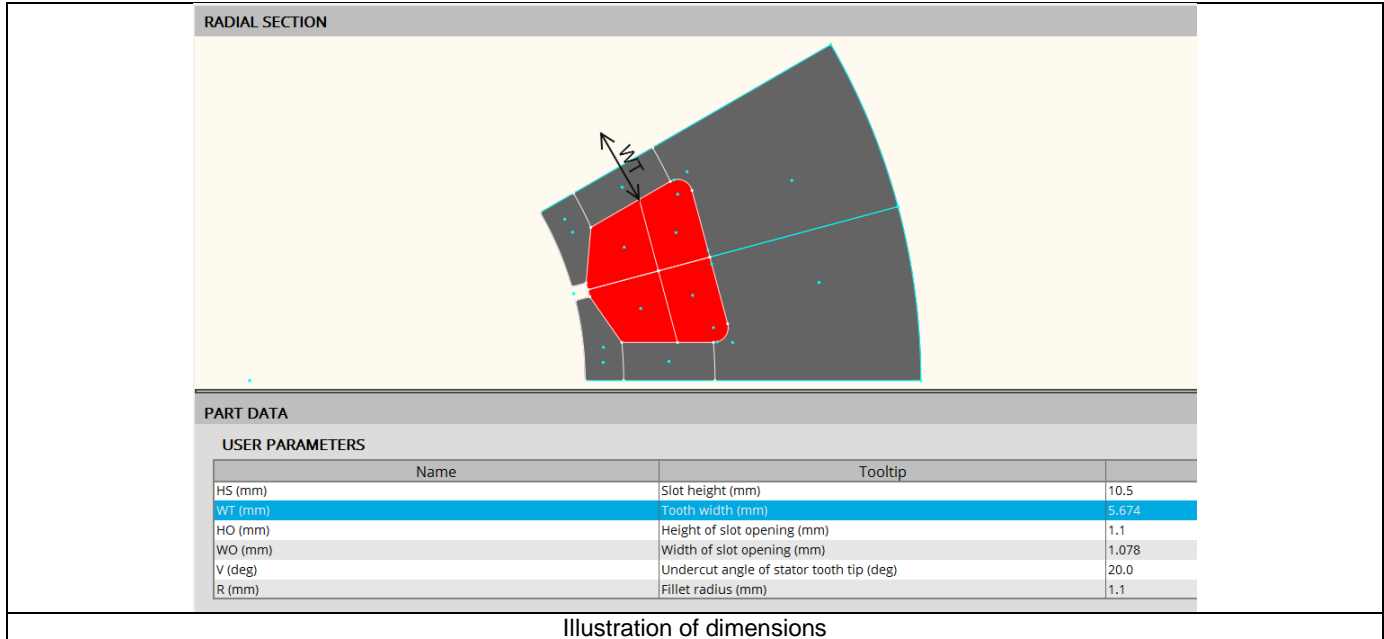 RADIAL SECTION
WT
PART DATA
USER PARAMETERS
Name Tooltip
HS (mm) Slot height (mm) 10.5
WT (mm) Tooth width (mm) 5.674
HO (mm) Height of slot opening (mm) 1.1
WO (mm) Width of slot opening (mm) 1.078
V (deg) Undercut angle of stator tooth tip (deg) 20.0
R (mm) Fillet radius (mm) 1.1
Illustration of dimensions